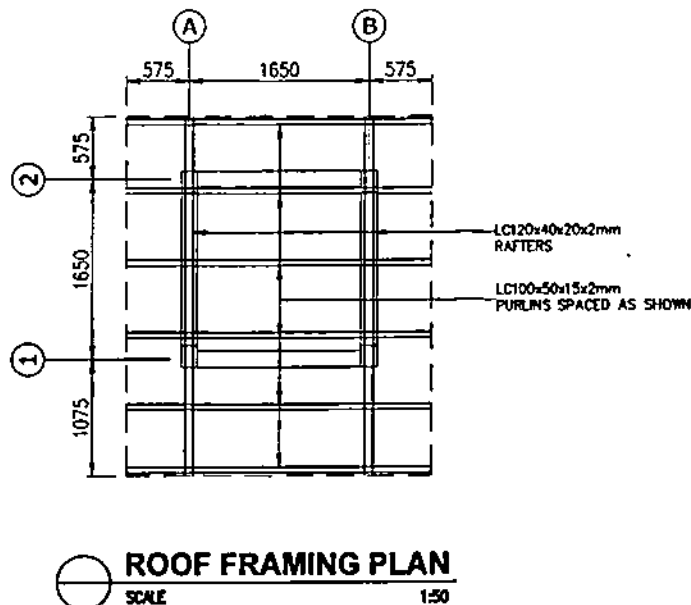 A
B
575
1650
575
575
2
1650
LC120x40x20x2mm
RAFTERS
LC100x50x15x2mm
PURLINS SPACED AS SHOWN
1
1075
ROOF FRAMING PLAN
SCALE
1:50